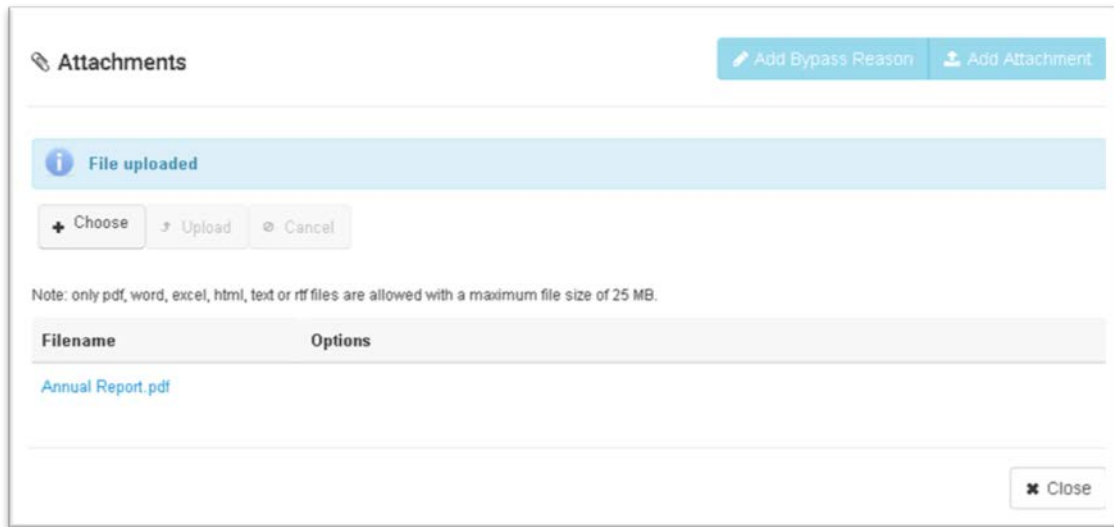 Attachments
Add Bypass Reason Add Attachment
File uploaded
Choose Upload Cancel
Note: only pdf, word, excel, html, text or rtf files are allowed with a maximum file size of 25 MB.
Filename Options
Annual Report.pdf
Close